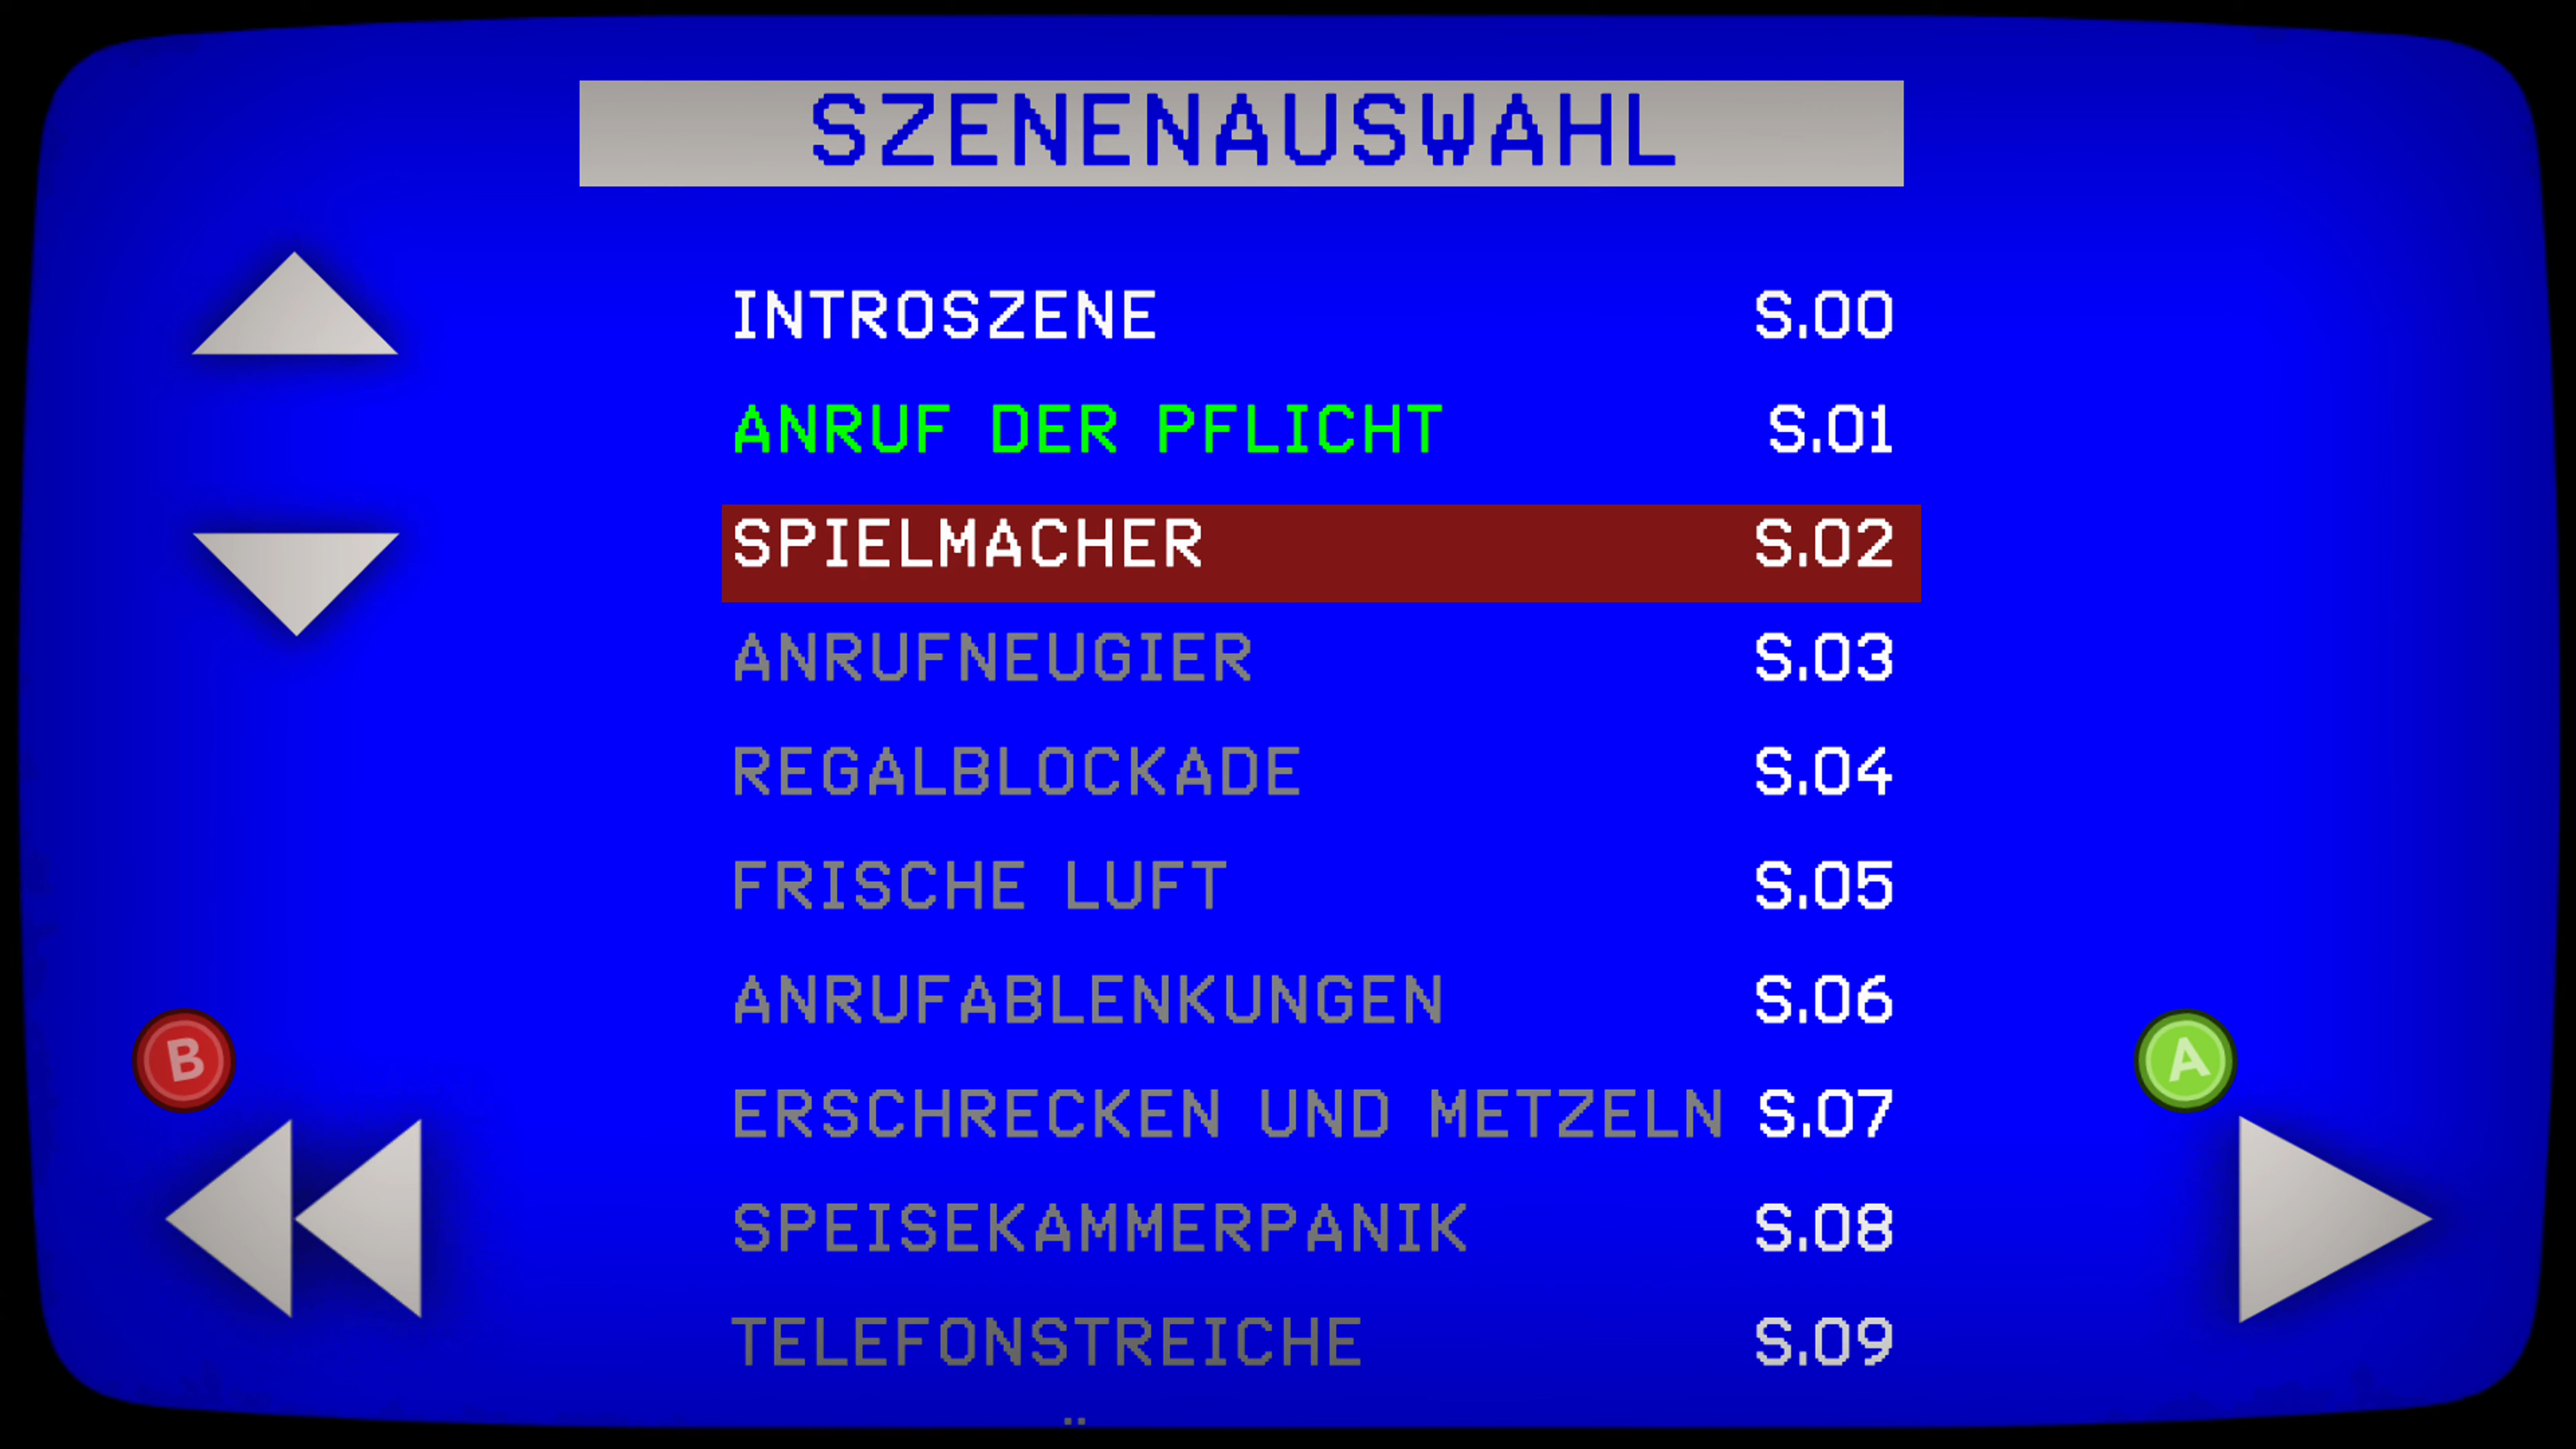 SZENENAUSWAHL
INTROSZENE S.00
ANRUF DER PFLICHT S.01
SPIELMACHER S.02
ANRUFNEUGIER S.03
REGALBLOCKADE S.04
FRISCHE LUFT S.05
ANRUFABLENKUNGEN S.06
B
A
ERSCHRECKEN UND METZELN S.07
SPEISEKAMMERPANIK S.08
TELEFONSTREICHE S.09